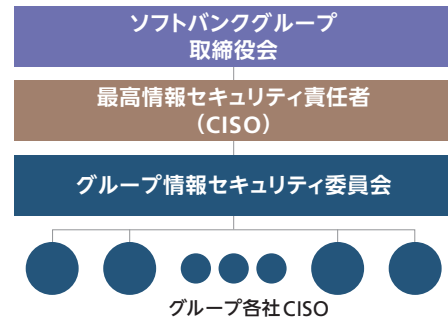 ソフトバンクグループ
取締役会
最高情報セキュリティ責任者
（CISO）
グループ情報セキュリティ委員会
グループ各社CISO